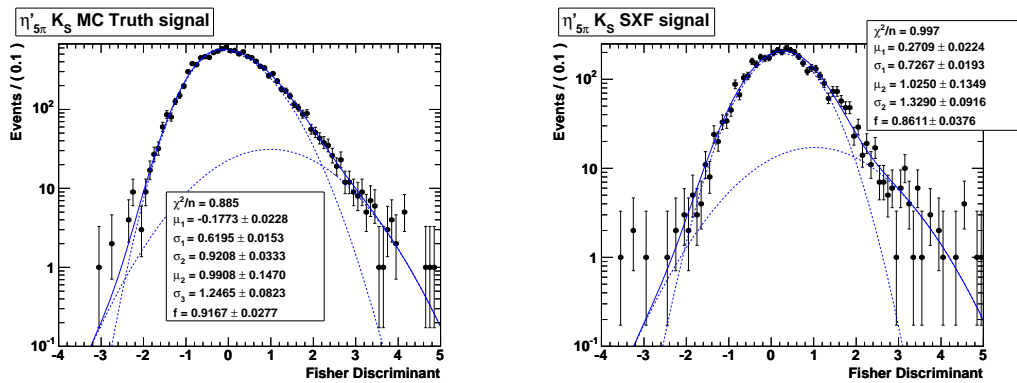 η'5π KS MC Truth signal
Events / ( 0.1 )
10²
10
1
10⁻¹
χ²/n = 0.885
μ1 = -0.1773 ± 0.0228
σ1 = 0.6195 ± 0.0153
σ2 = 0.9208 ± 0.0333
μ2 = 0.9908 ± 0.1470
σ3 = 1.2465 ± 0.0823
f = 0.9167 ± 0.0277
-4 -3 -2 -1 0 1 2 3 4 5
Fisher Discriminant
η'5π KS SXF signal
Events / ( 0.1 )
10²
10
1
10⁻¹
χ²/n = 0.997
μ1 = 0.2709 ± 0.0224
σ1 = 0.7267 ± 0.0193
μ2 = 1.0250 ± 0.1349
σ2 = 1.3290 ± 0.0916
f = 0.8611 ± 0.0376
-4 -3 -2 -1 0 1 2 3 4 5
Fisher Discriminant